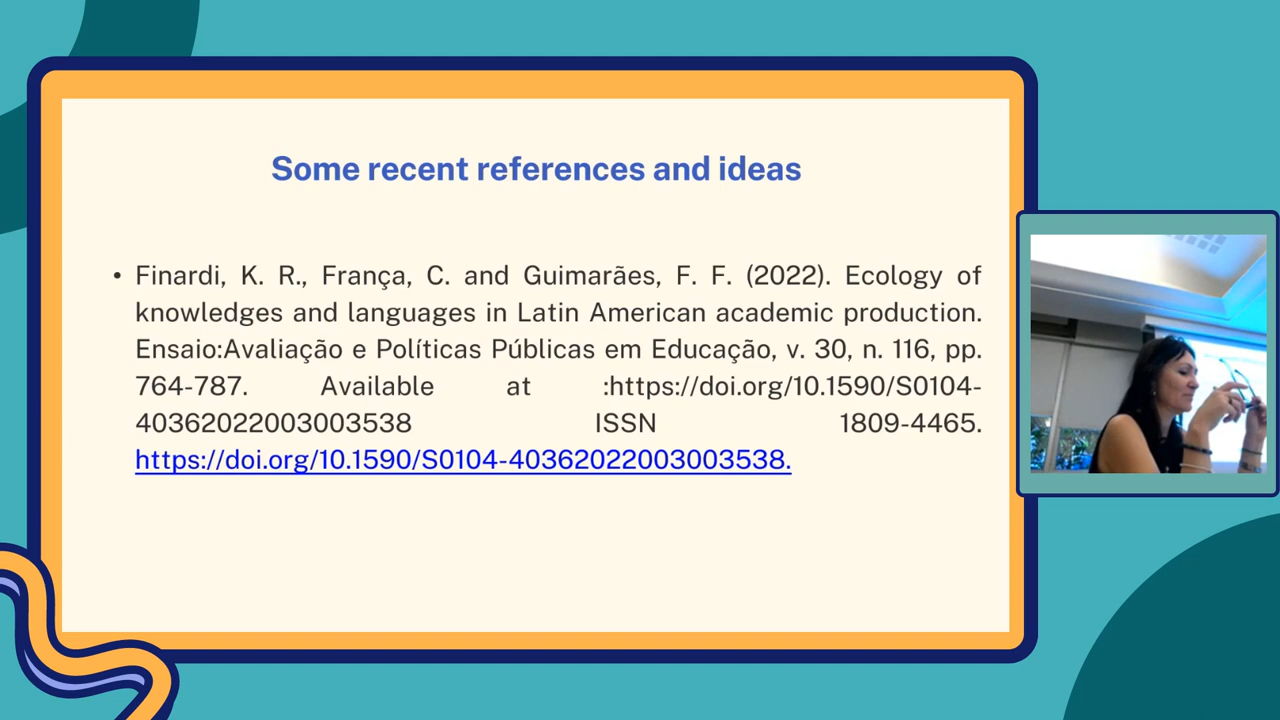 Some recent references and ideas
• Finardi, K. R., França, C. and Guimarães, F. F. (2022). Ecology of
knowledges and languages in Latin American academic production.
Ensaio:Avaliação e Políticas Públicas em Educação, v. 30, n. 116, pp.
764-787. Available at :https://doi.org/10.1590/S0104-
40362022003003538 ISSN 1809-4465.
https://doi.org/10.1590/S0104-40362022003003538.